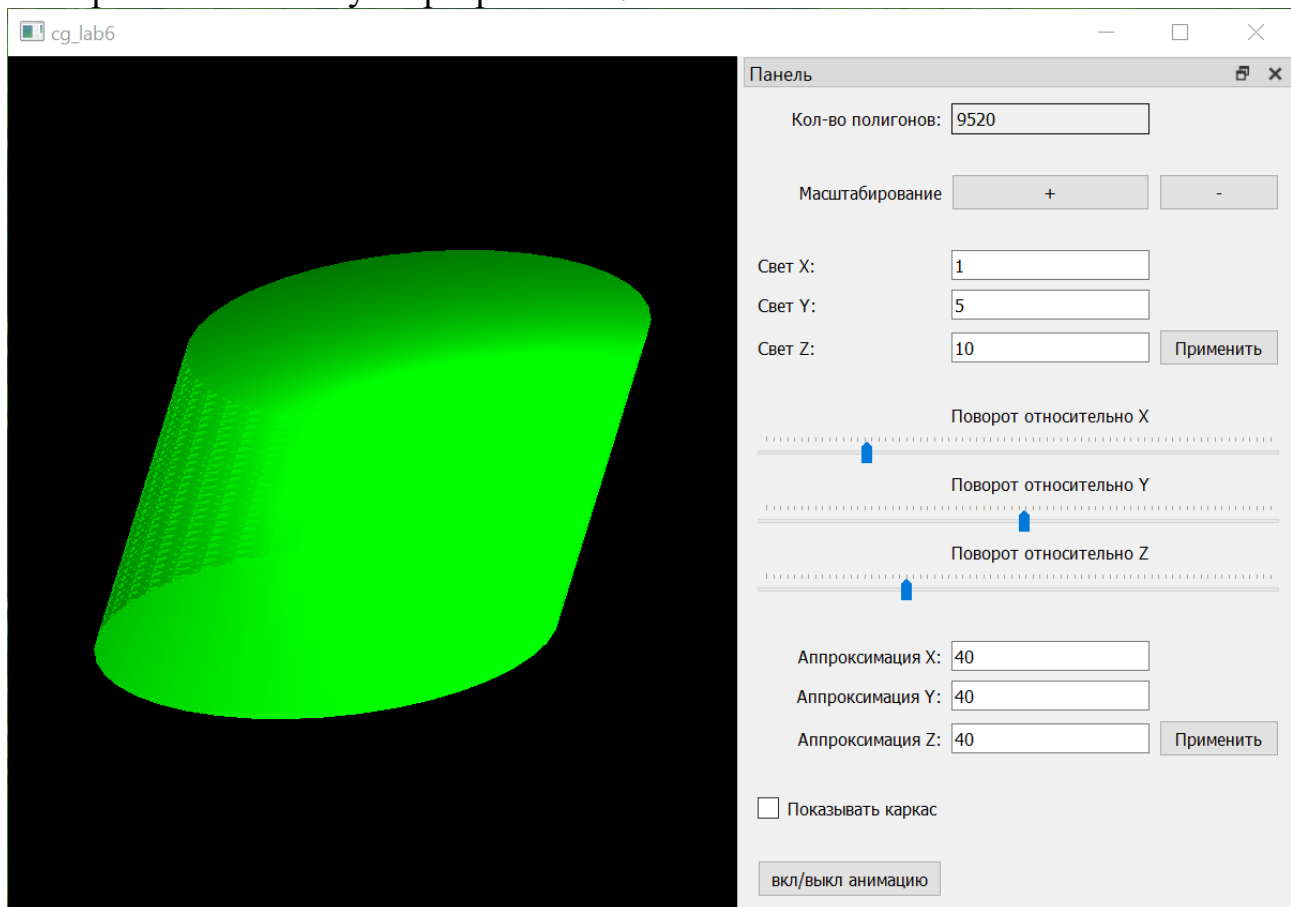 cg_lab6
Панель
Кол-во полигонов: 9520
Масштабирование + -
Свет X: 1
Свет Y: 5
Свет Z: 10 Применить
Поворот относительно X
Поворот относительно Y
Поворот относительно Z
Аппроксимация X: 40
Аппроксимация Y: 40
Аппроксимация Z: 40 Применить
Показывать каркас
вкл/выкл анимацию